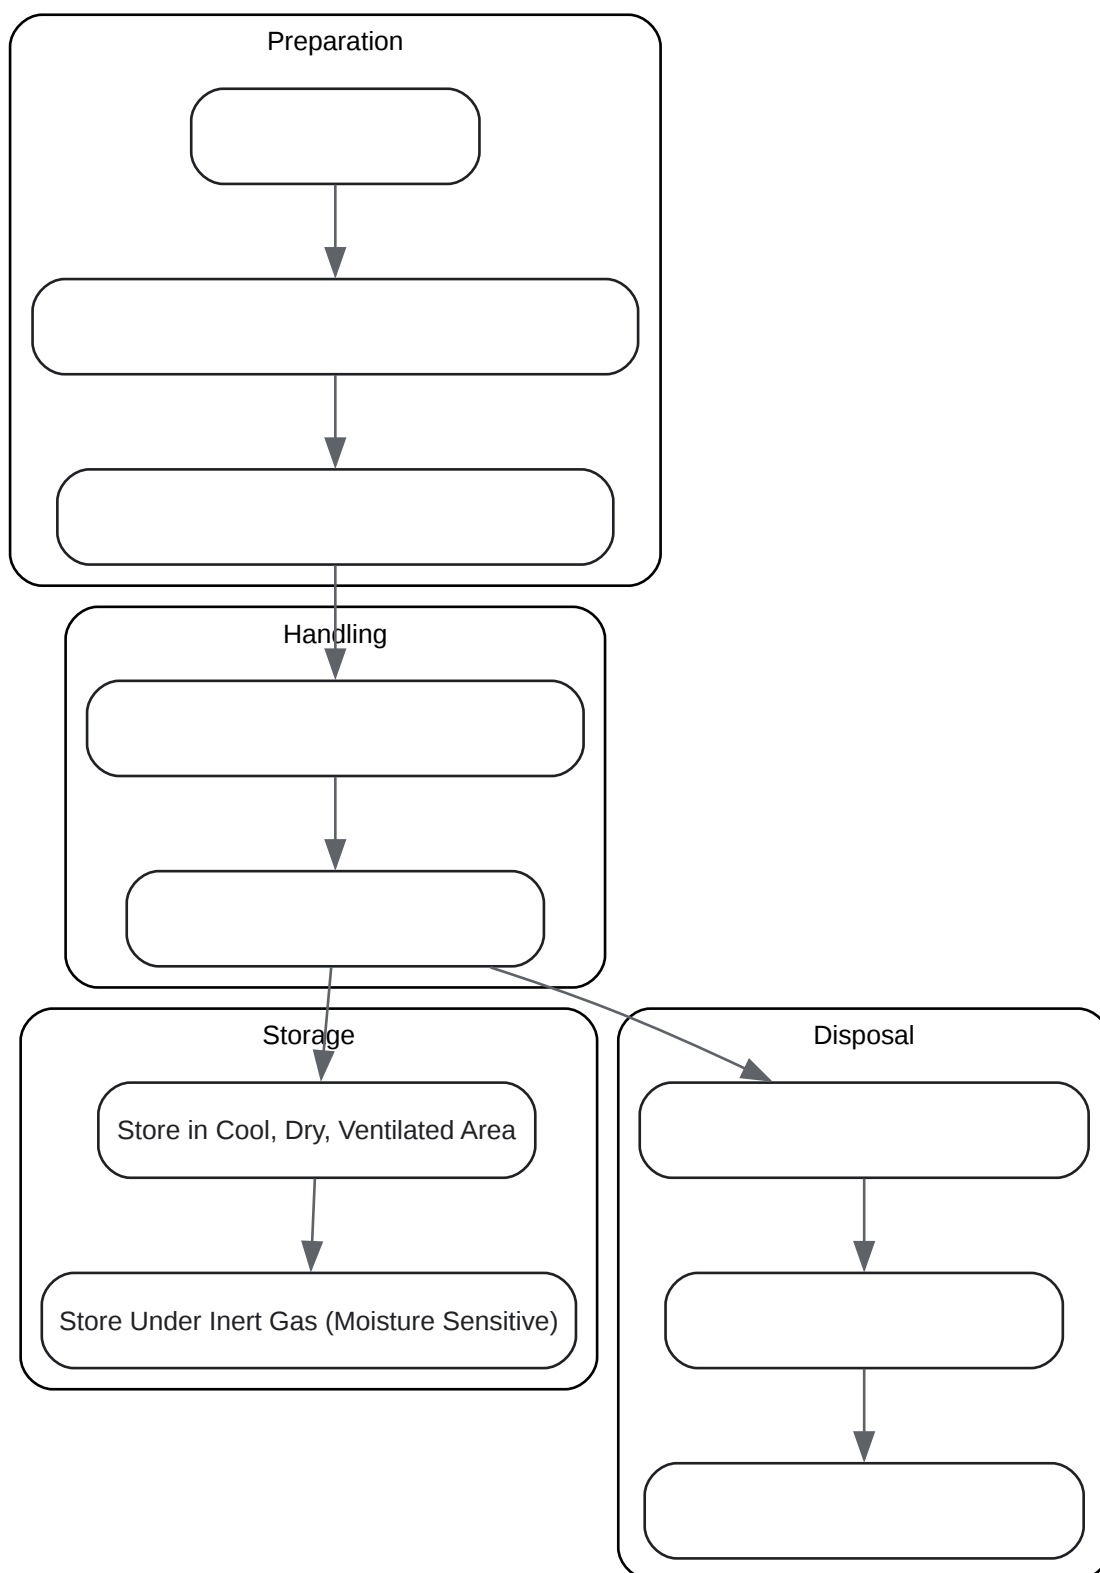 Preparation
Handling
Storage
Disposal
Store in Cool, Dry, Ventilated Area
Store Under Inert Gas (Moisture Sensitive)